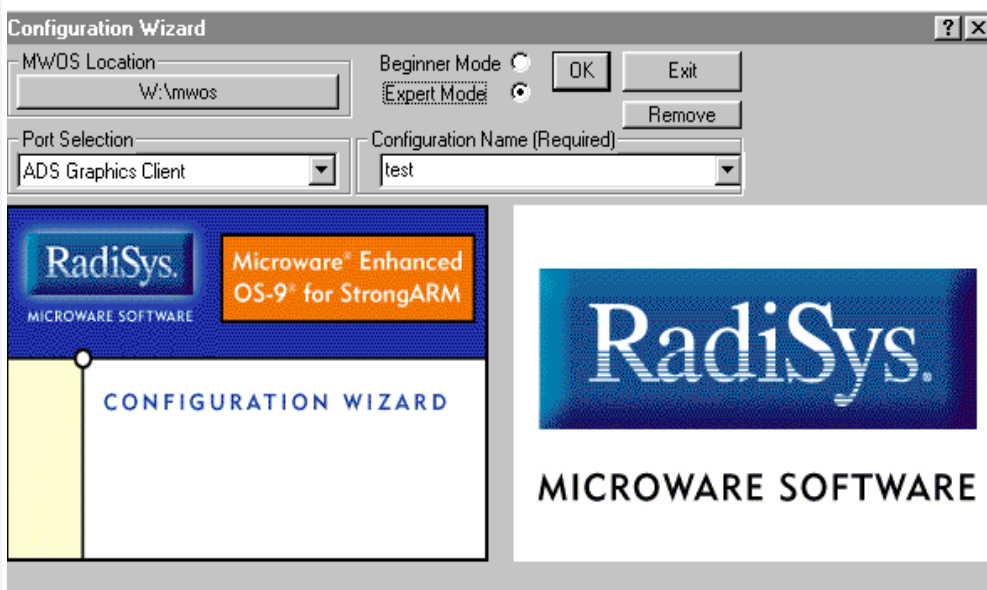 Configuration Wizard
MWOS Location
W:\mwos
Beginner Mode
Expert Mode
OK
Exit
Remove
Port Selection
ADS Graphics Client
Configuration Name (Required)
test
RadiSys.
MICROWARE SOFTWARE
Microware® Enhanced
OS-9® for StrongARM
CONFIGURATION WIZARD
RadiSys.®
MICROWARE SOFTWARE